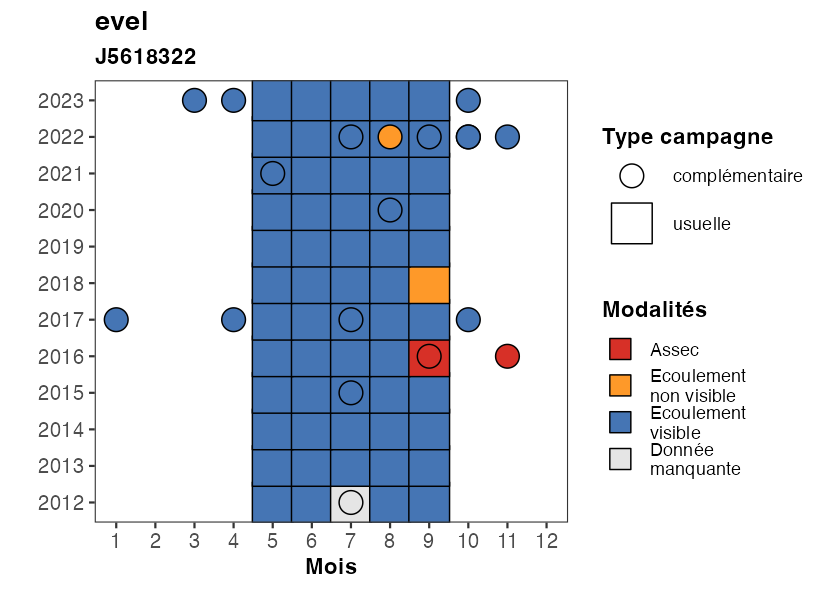 evel
J5618322
2023
2022
2021
2020
2019
2018
2017
2016
2015
2014
2013
2012
1 2 3 4 5 6 7 8 9 10 11 12
Mois
Type campagne
complémentaire
usuelle
Modalités
Assec
Ecoulement
non visible
Ecoulement
visible
Donnée
manquante